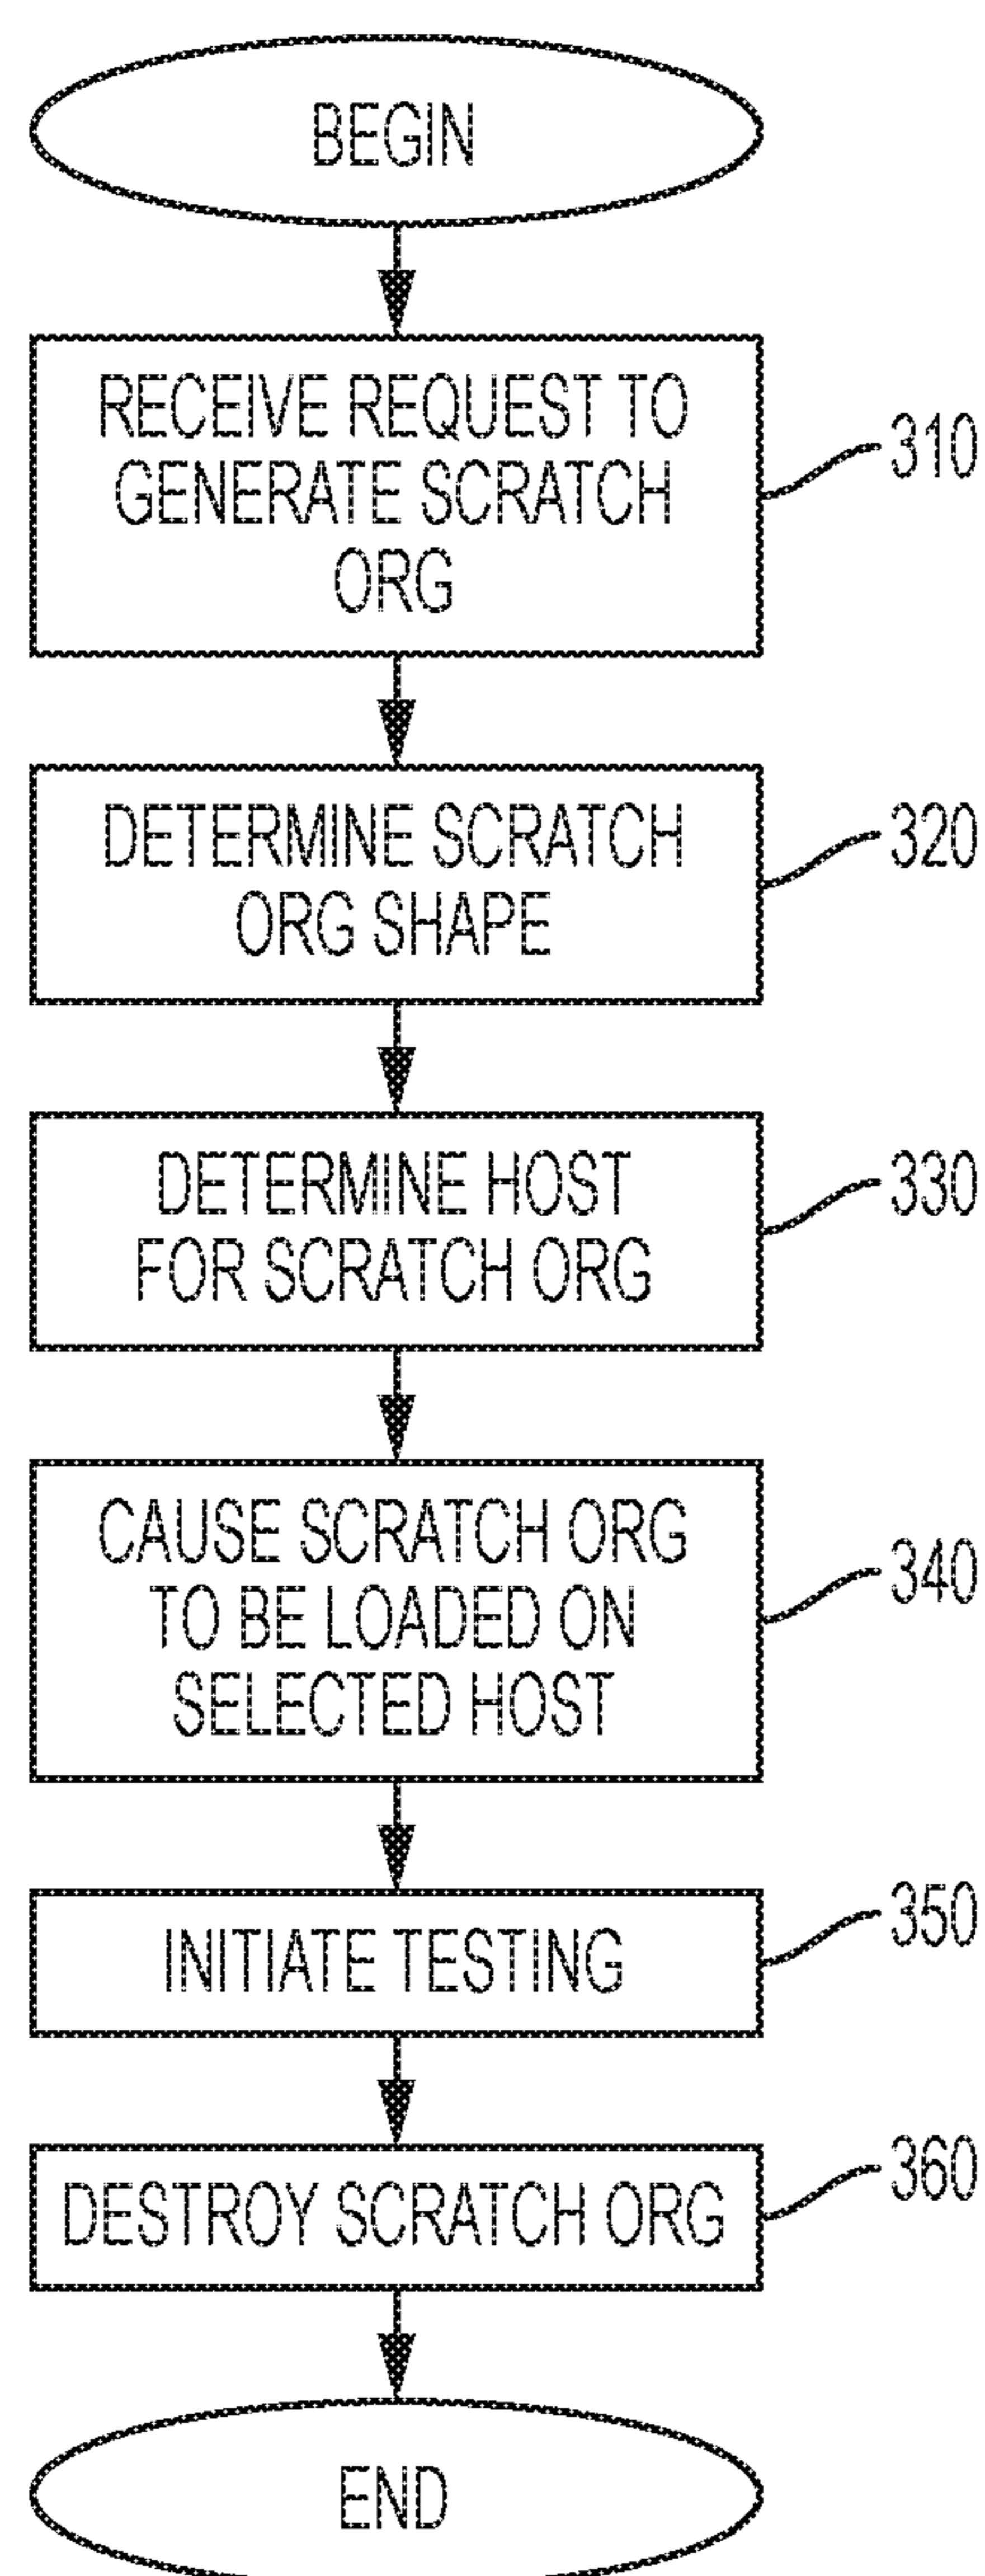 BEGIN
RECEIVE REQUEST TO
GENERATE SCRATCH
ORG
310
DETERMINE SCRATCH
ORG SHAPE
320
DETERMINE HOST
FOR SCRATCH ORG
330
CAUSE SCRATCH ORG
TO BE LOADED ON
SELECTED HOST
340
INITIATE TESTING
350
DESTROY SCRATCH ORG
360
END